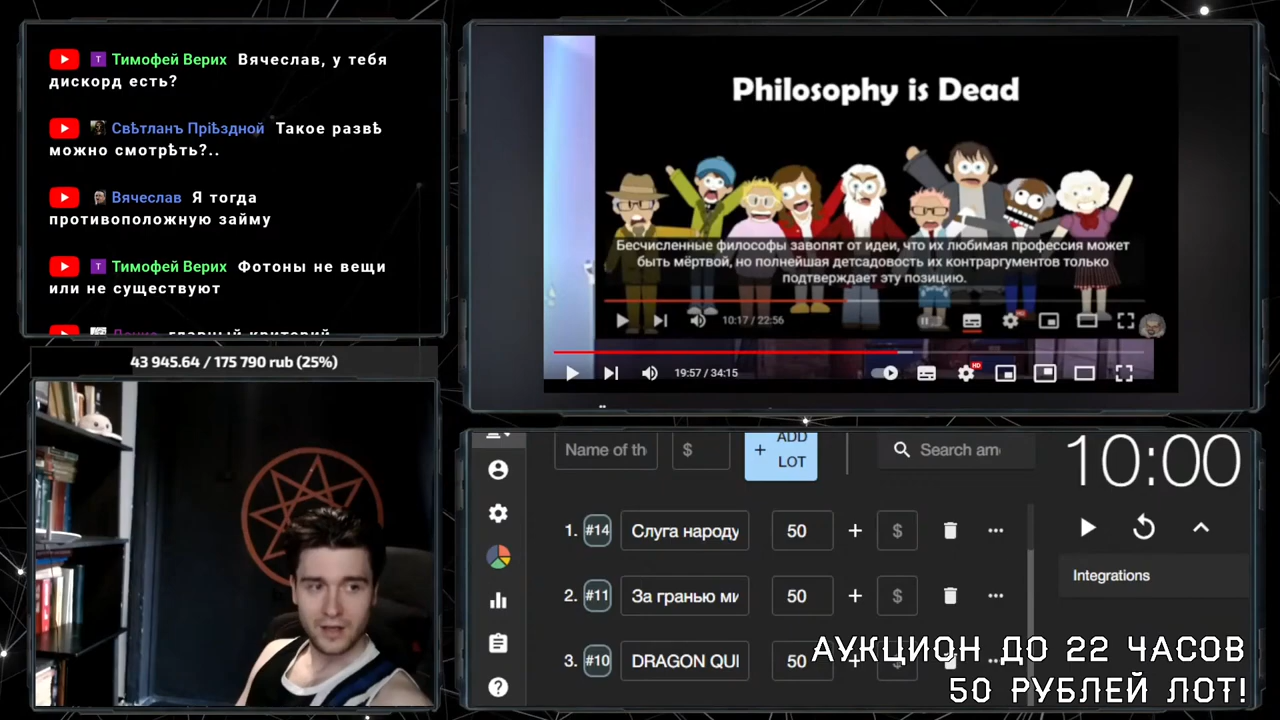 Тимофей Верих Вячеслав, у тебя
дискорд есть?
Свѣтланъ Прiѣздной Такое развѣ
можно смотрѣть?..
Вячеслав Я тогда
противоположную займу
Тимофей Верих Фотоны не вещи
или не существуют
главный критерий
43 945.64 / 175 790 rub (25%)
Philosophy is Dead
Бесчисленные философы завопят от идеи, что их любимая профессия может
быть мёртвой, но полнейшая детсадовость их контраргументов только
подтверждает эту позицию.
10:17 / 22:56
HD
19:57 / 34:15
Name of th
$
+ ADD
LOT
Search am
10:00
1. #14 Слуга народу 50 + $
2. #11 За гранью ми 50 + $
3. #10 DRAGON QUI 50
Integrations
АУКЦИОН ДО 22 ЧАСОВ
50 РУБЛЕЙ ЛОТ!